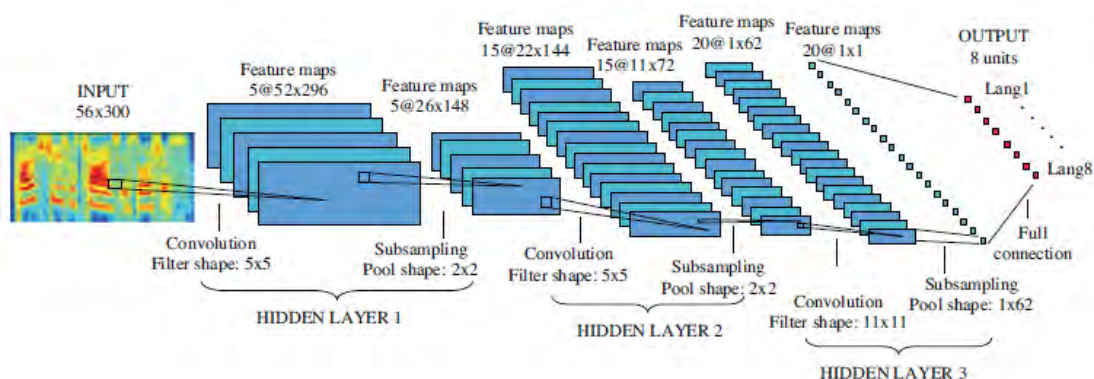 INPUT
56x300
Feature maps
5@52x296
Feature maps
5@26x148
Feature maps
15@22x144
Feature maps
15@11x72
Feature maps
20@1x62
Feature maps
20@1x1
OUTPUT
8 units
Lang1
Lang8
Convolution
Filter shape: 5x5
Subsampling
Pool shape: 2x2
Convolution
Filter shape: 5x5
Subsampling
Pool shape: 2x2
Convolution
Filter shape: 11x11
Subsampling
Pool shape: 1x62
Full
connection
HIDDEN LAYER 1
HIDDEN LAYER 2
HIDDEN LAYER 3